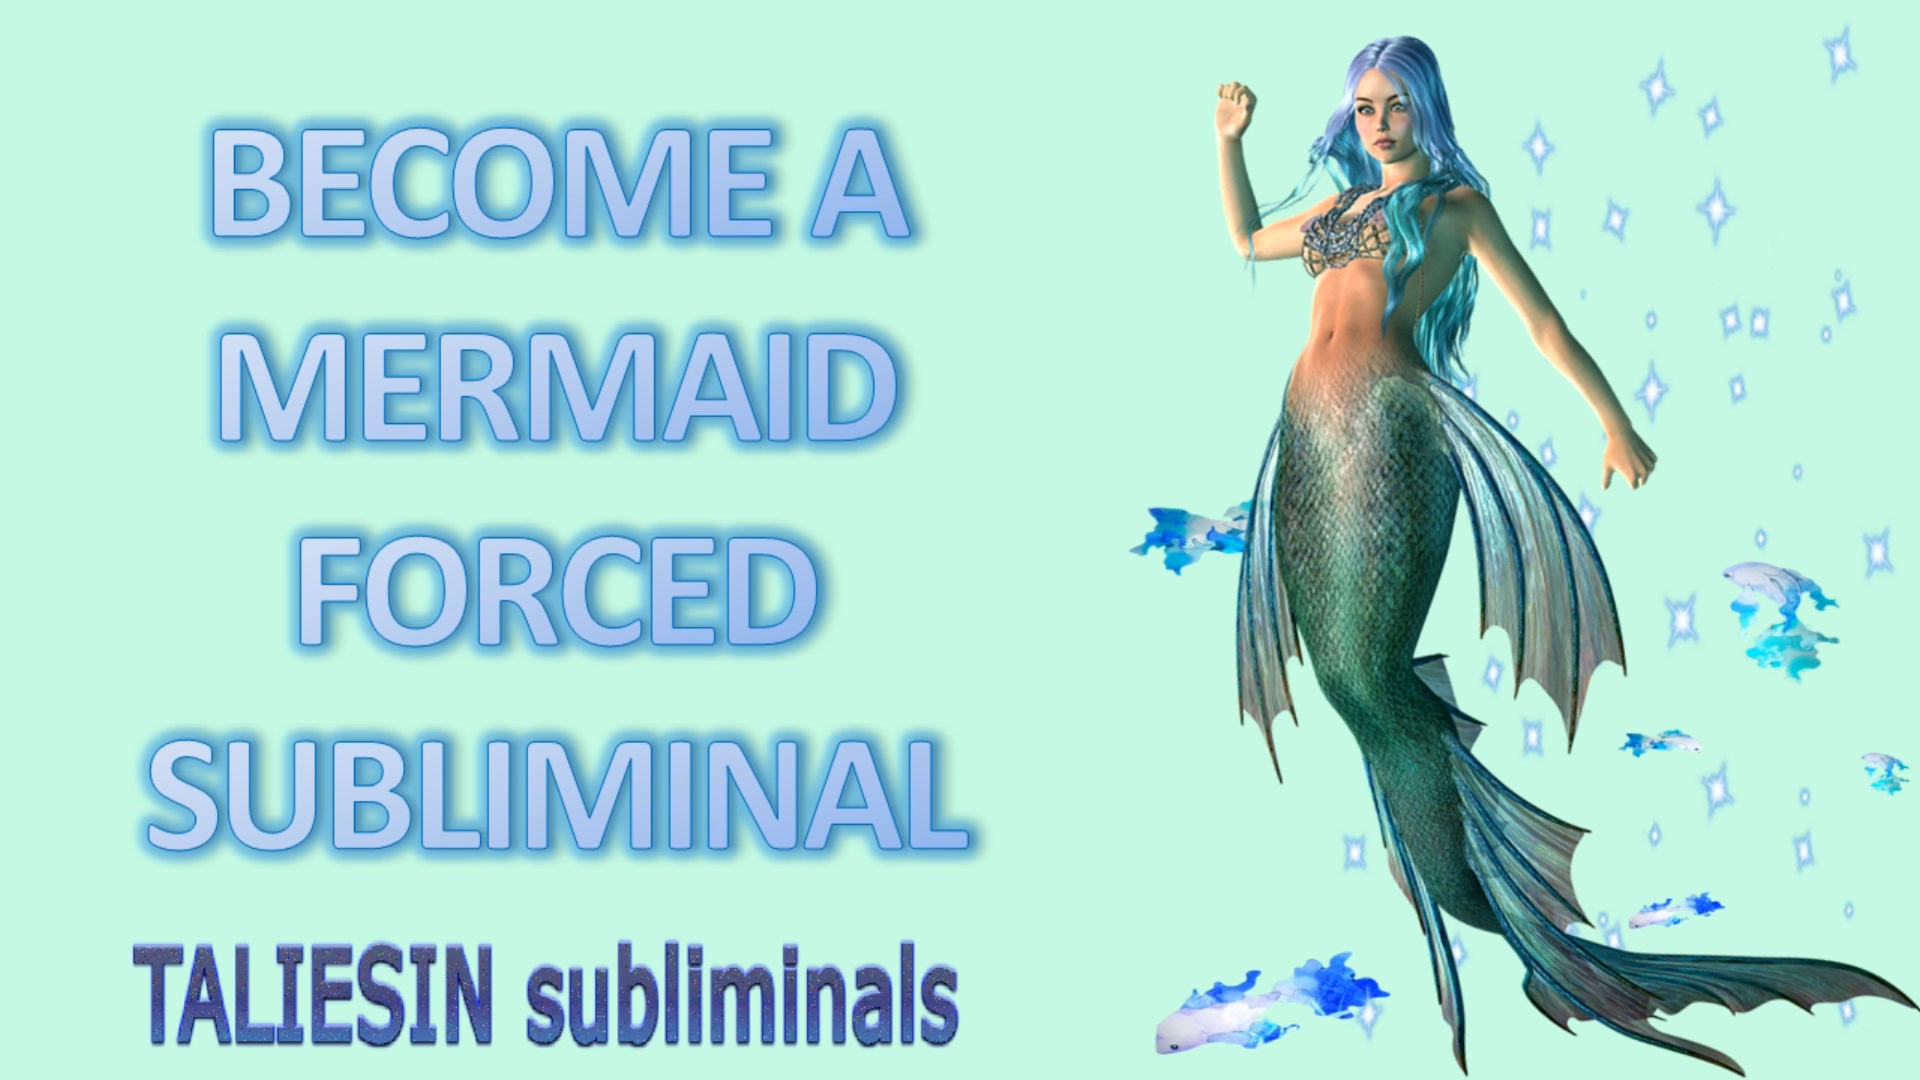 BECOME A
MERMAID
FORCED
SUBLIMINAL
TALIESIN subliminals